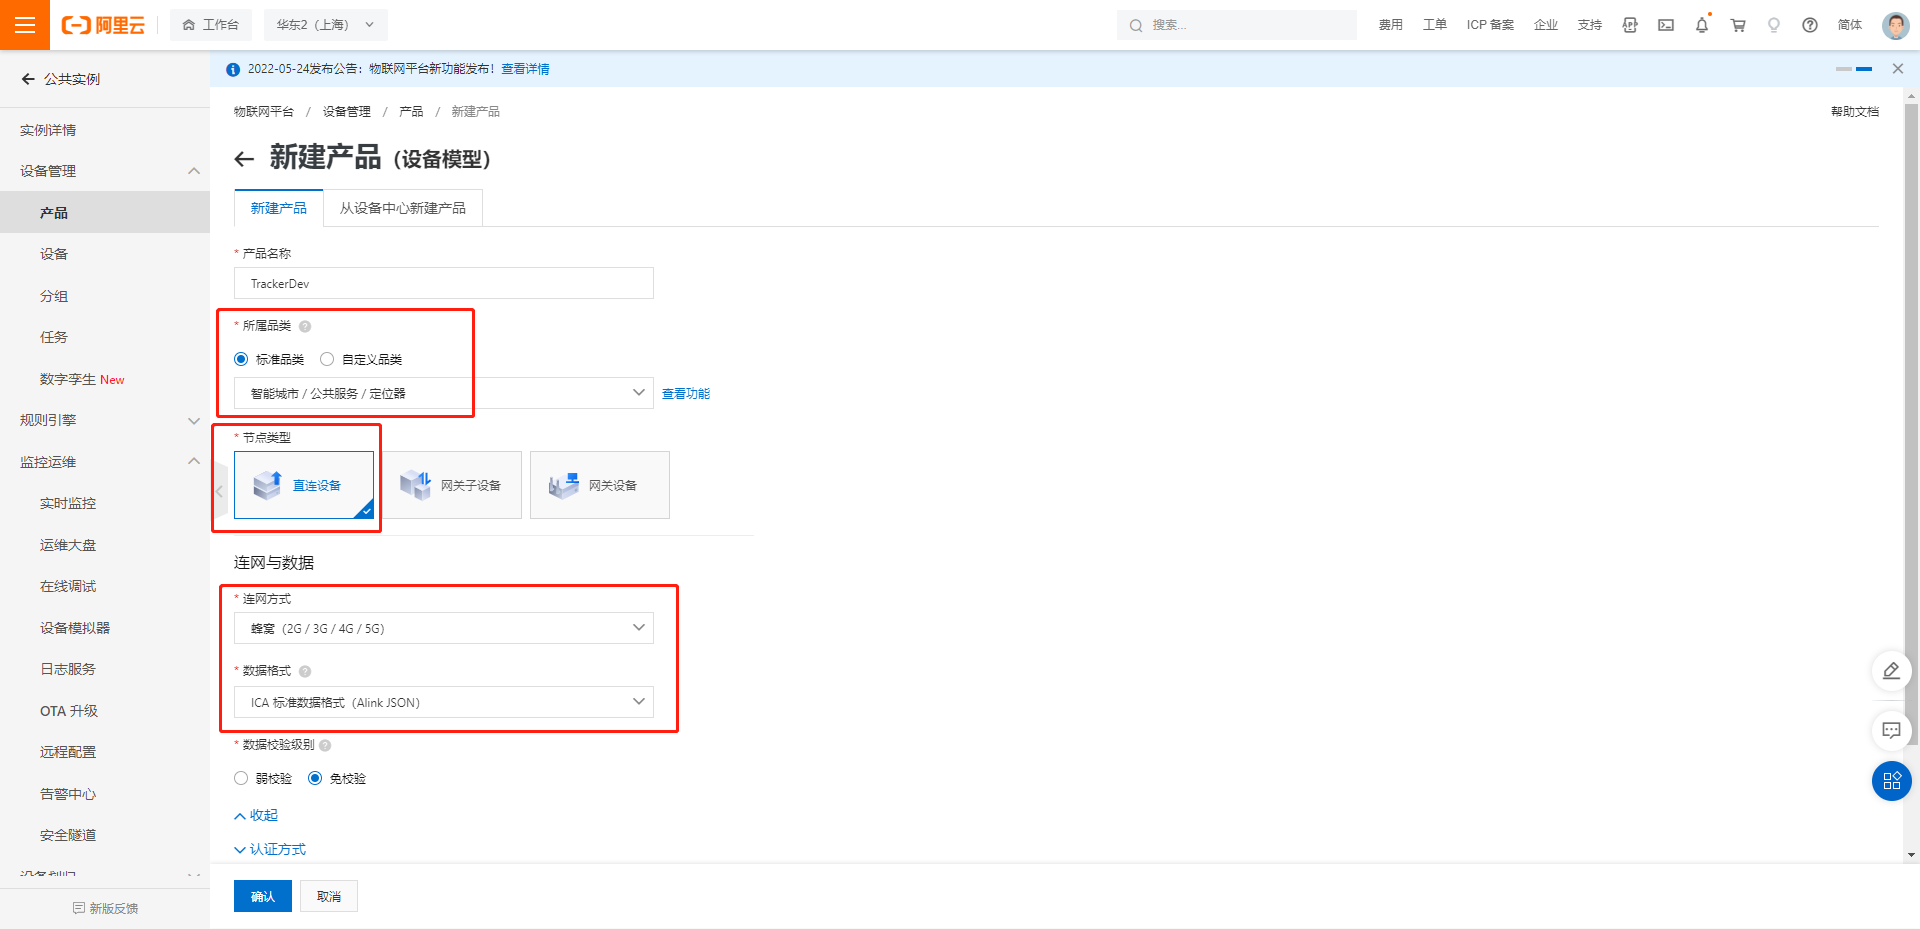 阿里云
工作台
华东2（上海）
搜索...
费用
工单
ICP 备案
企业
支持
简体
公共实例
实例详情
设备管理
产品
设备
分组
任务
数字孪生 New
规则引擎
监控运维
实时监控
运维大盘
在线调试
设备模拟器
日志服务
OTA 升级
远程配置
告警中心
安全隧道
新版反馈
2022-05-24发布公告：物联网平台新功能发布！查看详情
物联网平台 / 设备管理 / 产品 / 新建产品
帮助文档
新建产品（设备模型）
新建产品
从设备中心新建产品
* 产品名称
TrackerDev
* 所属品类
标准品类
自定义品类
智能城市 / 公共服务 / 定位器
查看功能
* 节点类型
直连设备
网关子设备
网关设备
连网与数据
* 连网方式
蜂窝（2G / 3G / 4G / 5G）
* 数据格式
ICA 标准数据格式（Alink JSON）
* 数据校验级别
弱校验
免校验
收起
认证方式
确认
取消